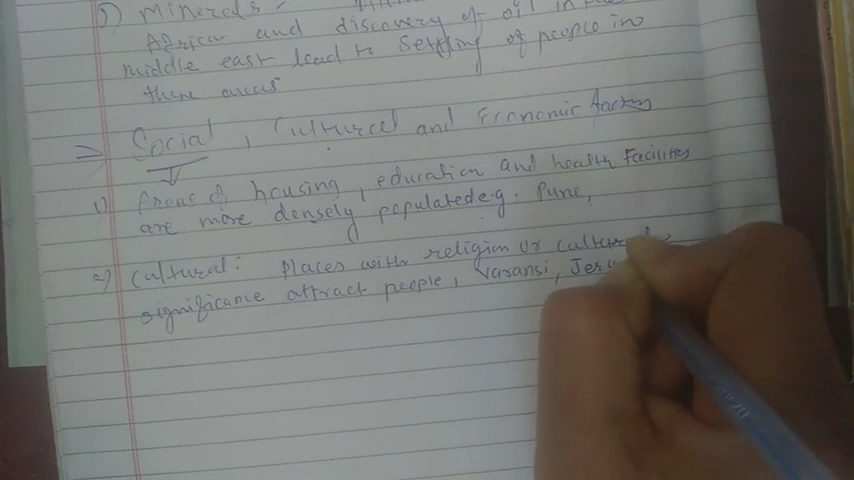 5) Minerals:
Africa and discovery of oil in
middle east lead to settling of people in
there areas
⇒ Social, Cultural and Economic factors
1) Areas of housing, education and health Facilities
are more densely populated e.g. Pune,
2) Cultural: Places with religion or cultural
significance attract people, Varansi,